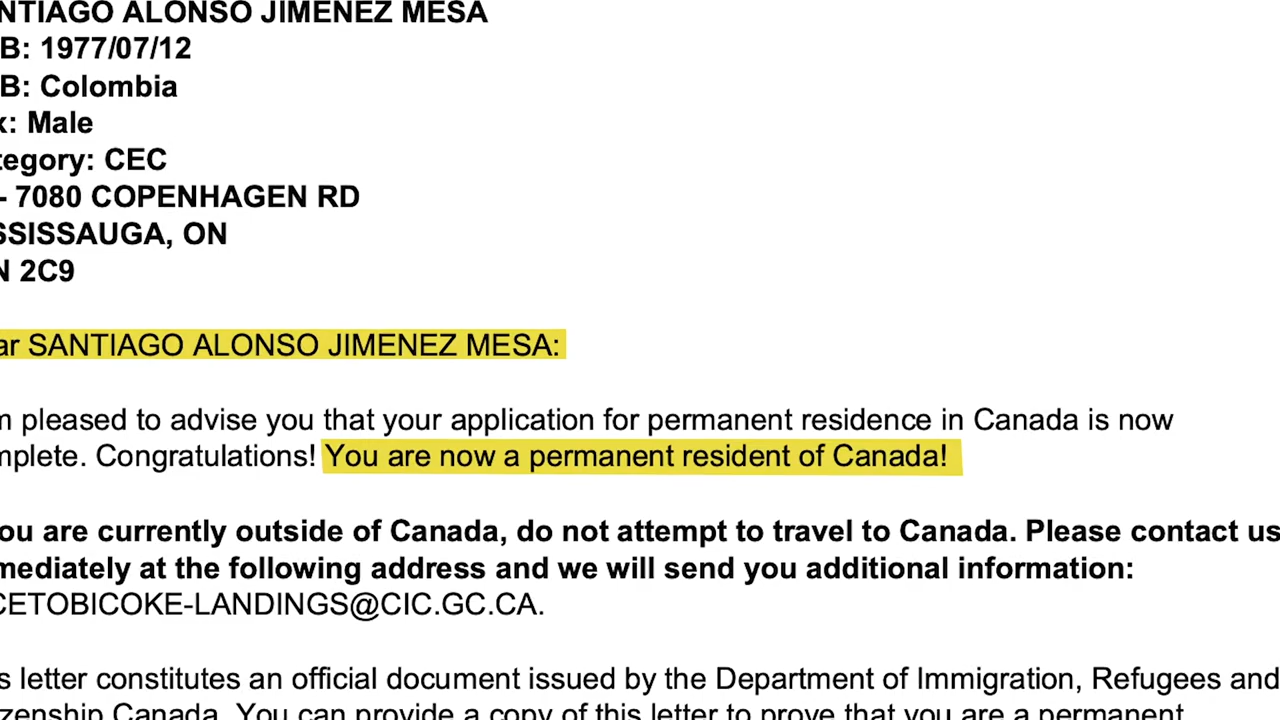 NTIAGO ALONSO JIMENEZ MESA
B: 1977/07/12
B: Colombia
x: Male
tegory: CEC
- 7080 COPENHAGEN RD
SSISSAUGA, ON
N 2C9
ar SANTIAGO ALONSO JIMENEZ MESA:
m pleased to advise you that your application for permanent residence in Canada is now
mplete. Congratulations! You are now a permanent resident of Canada!
ou are currently outside of Canada, do not attempt to travel to Canada. Please contact us
mediately at the following address and we will send you additional information:
CETOBICOKE-LANDINGS@CIC.GC.CA.
s letter constitutes an official document issued by the Department of Immigration, Refugees and
zenship Canada. You can provide a copy of this letter to prove that you are a permanent